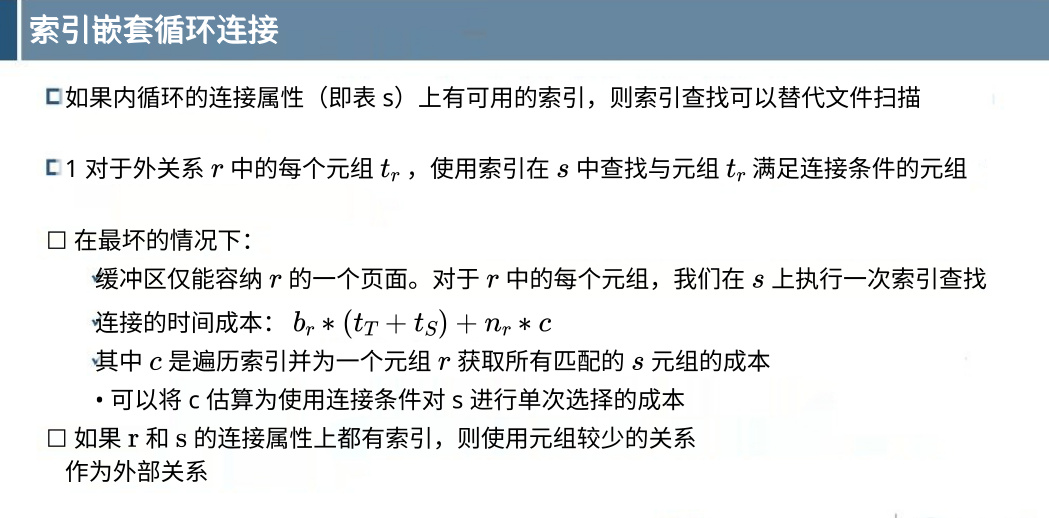 索引嵌套循环连接
如果内循环的连接属性（即表 s）上有可用的索引，则索引查找可以替代文件扫描
1 对于外关系 r 中的每个元组 t_r ，使用索引在 s 中查找与元组 t_r 满足连接条件的元组
□ 在最坏的情况下：
缓冲区仅能容纳 r 的一个页面。对于 r 中的每个元组，我们在 s 上执行一次索引查找
连接的时间成本： b_r * (t_T + t_S) + n_r * c
其中 c 是遍历索引并为一个元组 r 获取所有匹配的 s 元组的成本
• 可以将 c 估算为使用连接条件对 s 进行单次选择的成本
□ 如果 r 和 s 的连接属性上都有索引，则使用元组较少的关系
作为外部关系